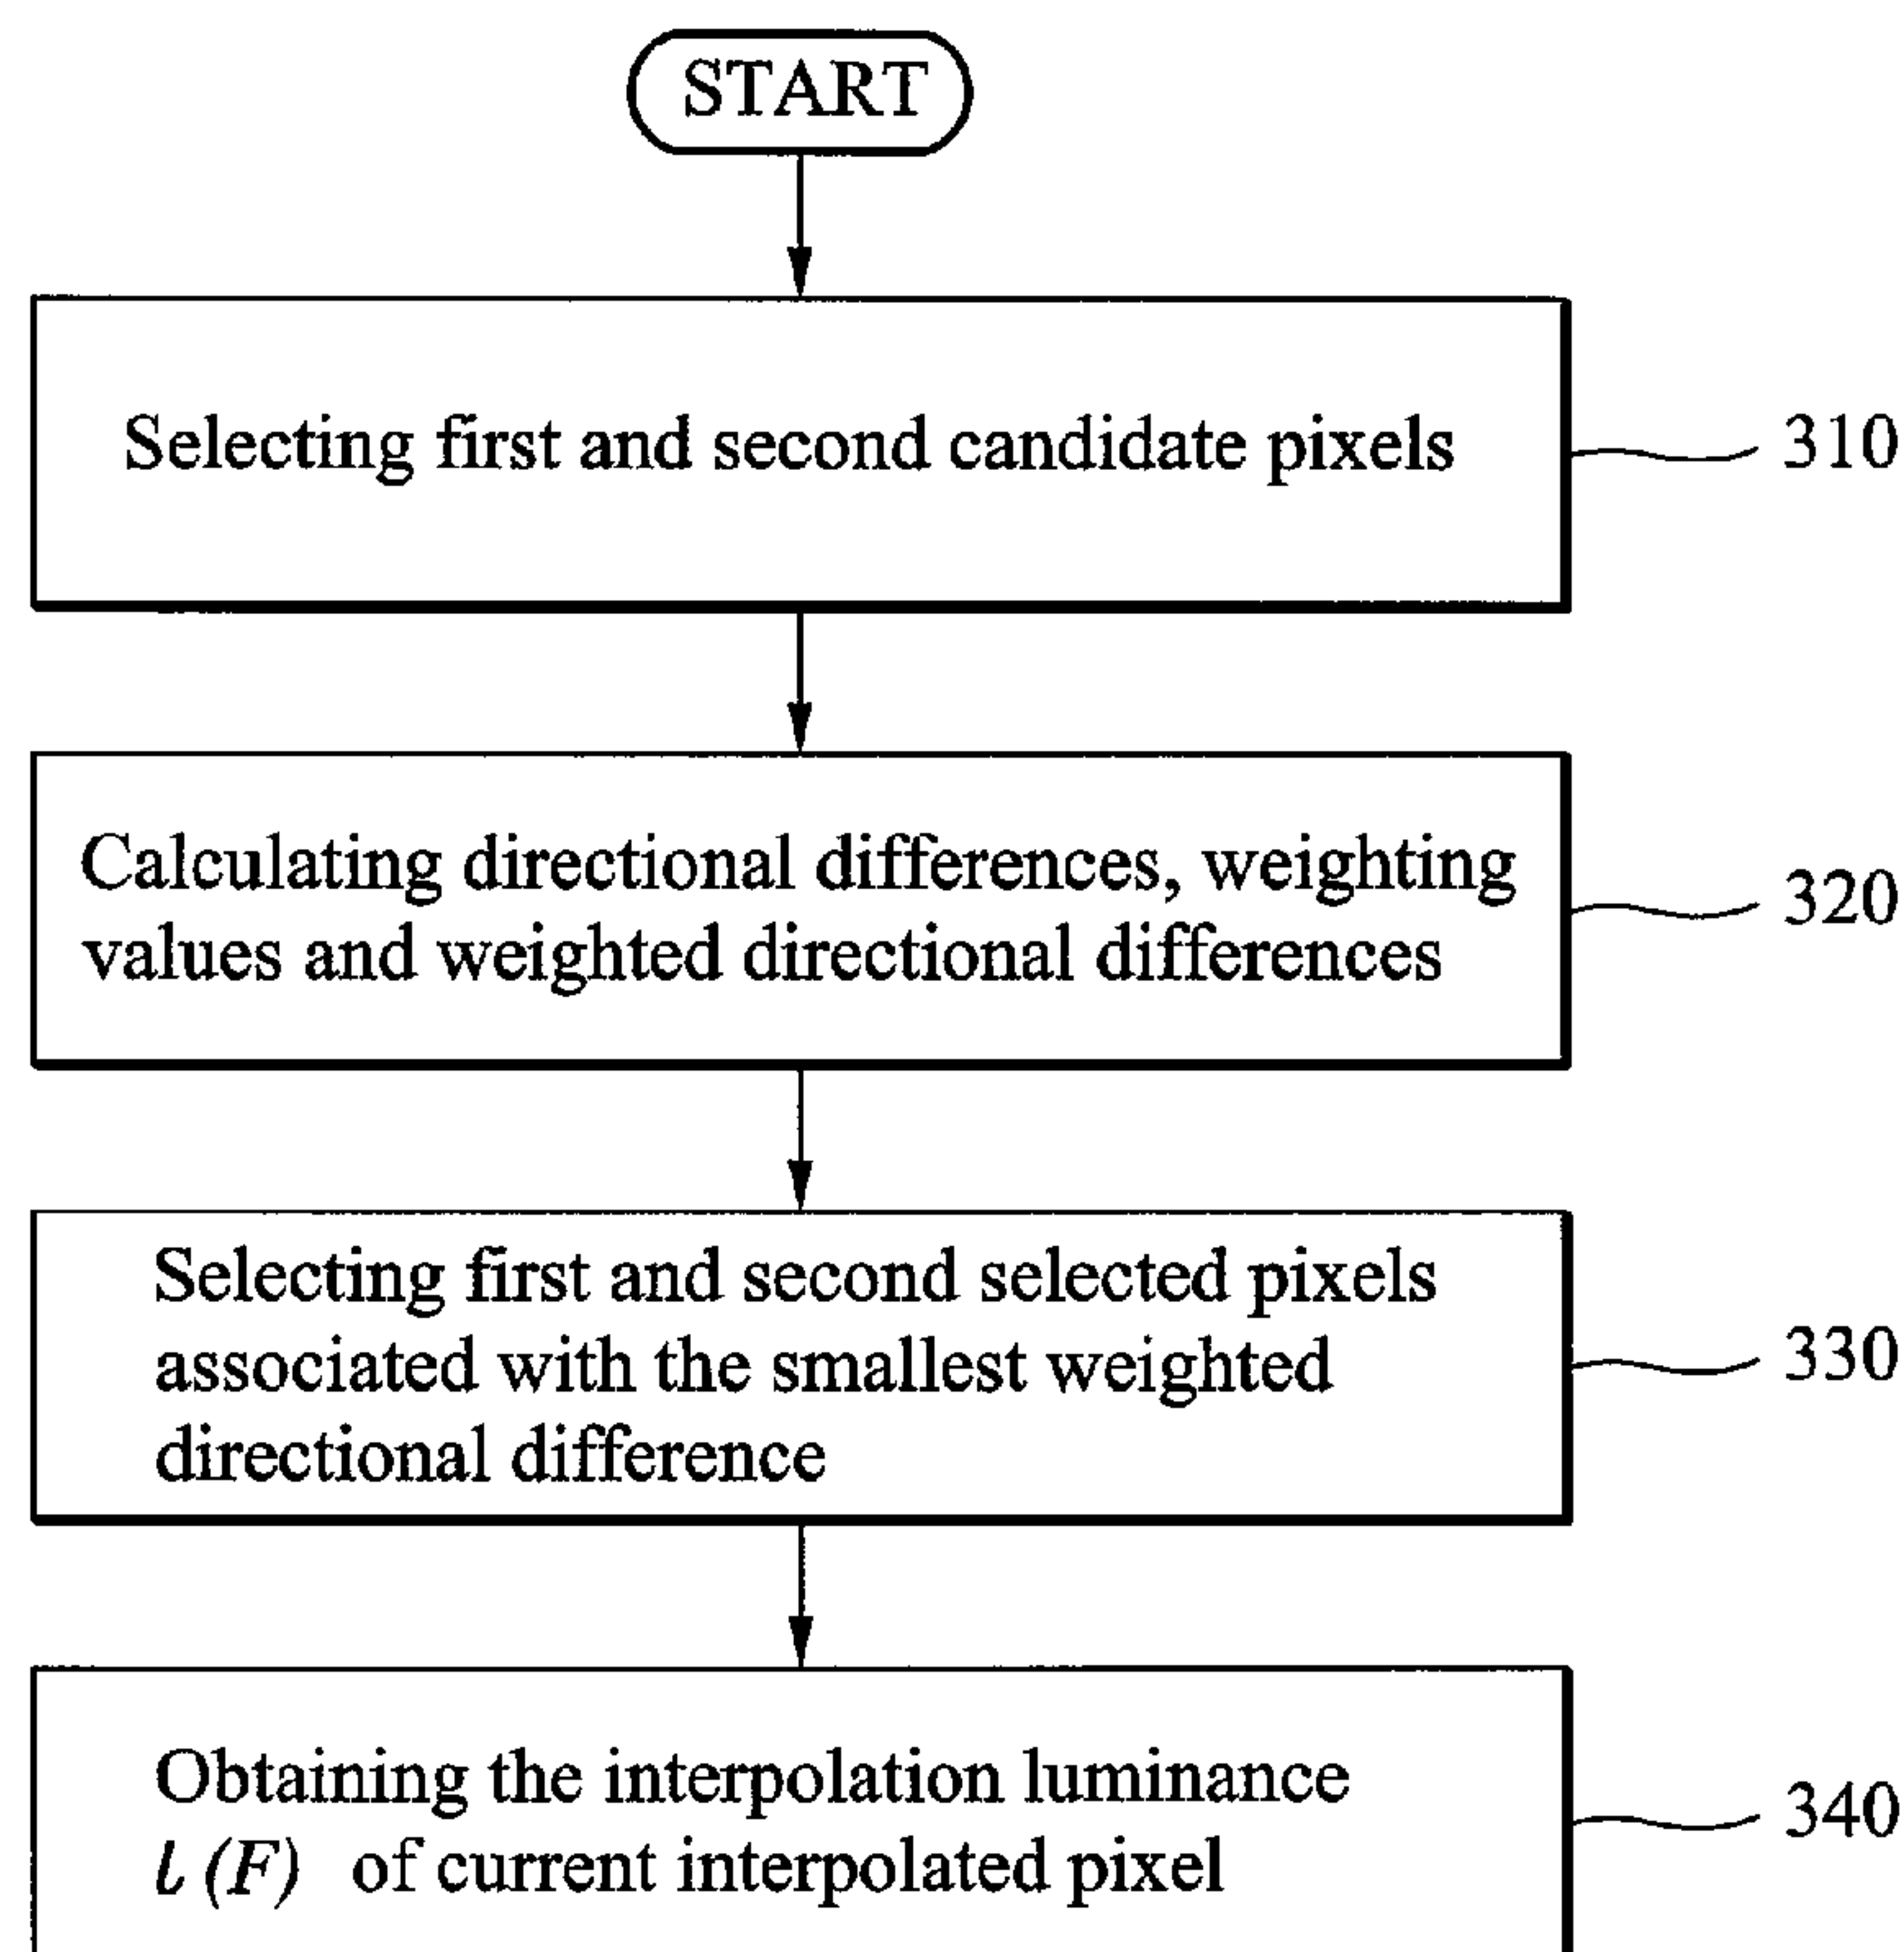 START
Selecting first and second candidate pixels
310
Calculating directional differences, weighting
values and weighted directional differences
320
Selecting first and second selected pixels
associated with the smallest weighted
directional difference
330
Obtaining the interpolation luminance
l (F) of current interpolated pixel
340